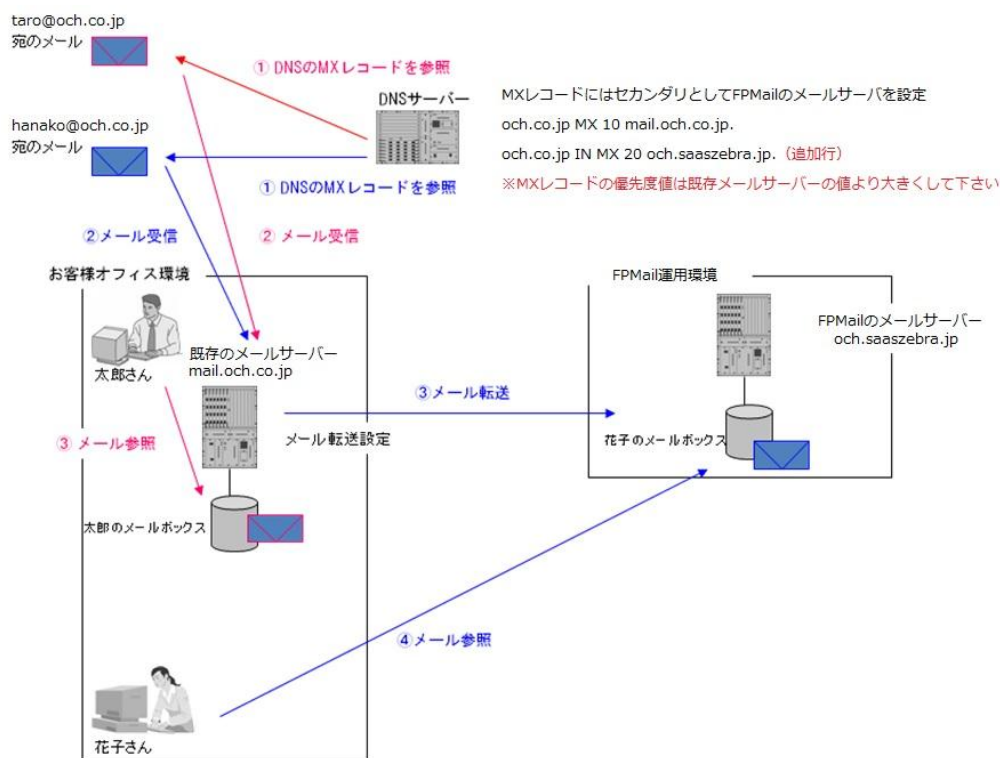 taro@och.co.jp
宛のメール
① DNSのMXレコードを参照
DNSサーバー
MXレコードにはセカンダリとしてFPMailのメールサーバを設定
och.co.jp MX 10 mail.och.co.jp.
och.co.jp IN MX 20 och.saaszebra.jp.（追加行）
※MXレコードの優先度値は既存メールサーバーの値より大きくして下さい
hanako@och.co.jp
宛のメール
① DNSのMXレコードを参照
②メール受信
② メール受信
お客様オフィス環境
FPMail運用環境
太郎さん
既存のメールサーバー
mail.och.co.jp
FPMailのメールサーバー
och.saaszebra.jp
③メール転送
③ メール参照
メール転送設定
花子のメールボックス
太郎のメールボックス
④メール参照
花子さん